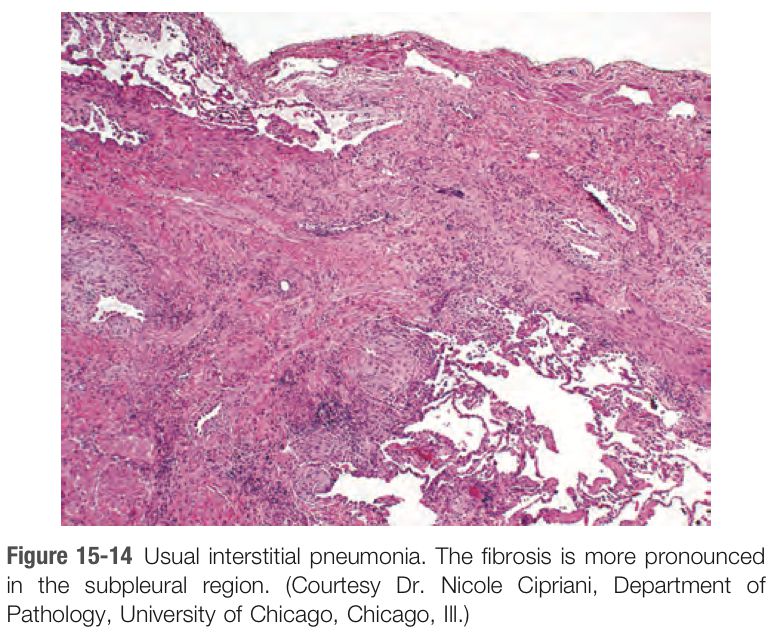 Figure 15-14 Usual interstitial pneumonia. The fibrosis is more pronounced
in the subpleural region. (Courtesy Dr. Nicole Cipriani, Department of
Pathology, University of Chicago, Chicago, Ill.)